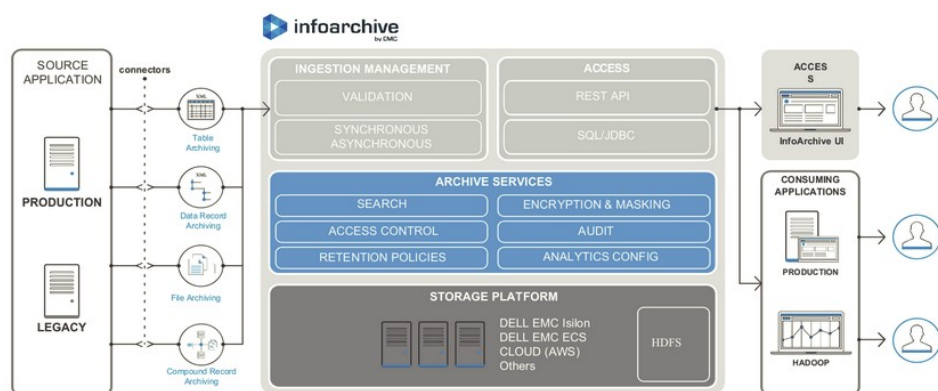 infoarchive
by EMC
SOURCE
APPLICATION
PRODUCTION
LEGACY
connectors
XML
Table
Archiving
XML
Data Record
Archiving
File Archiving
Compound Record
Archiving
INGESTION MANAGEMENT
VALIDATION
SYNCHRONOUS
ASYNCHRONOUS
ACCESS
REST API
SQL/JDBC
ARCHIVE SERVICES
SEARCH
ENCRYPTION & MASKING
ACCESS CONTROL
AUDIT
RETENTION POLICIES
ANALYTICS CONFIG
STORAGE PLATFORM
DELL EMC Isilon
DELL EMC ECS
CLOUD (AWS)
Others
HDFS
ACCES
S
InfoArchive UI
CONSUMING
APPLICATIONS
PRODUCTION
HADOOP